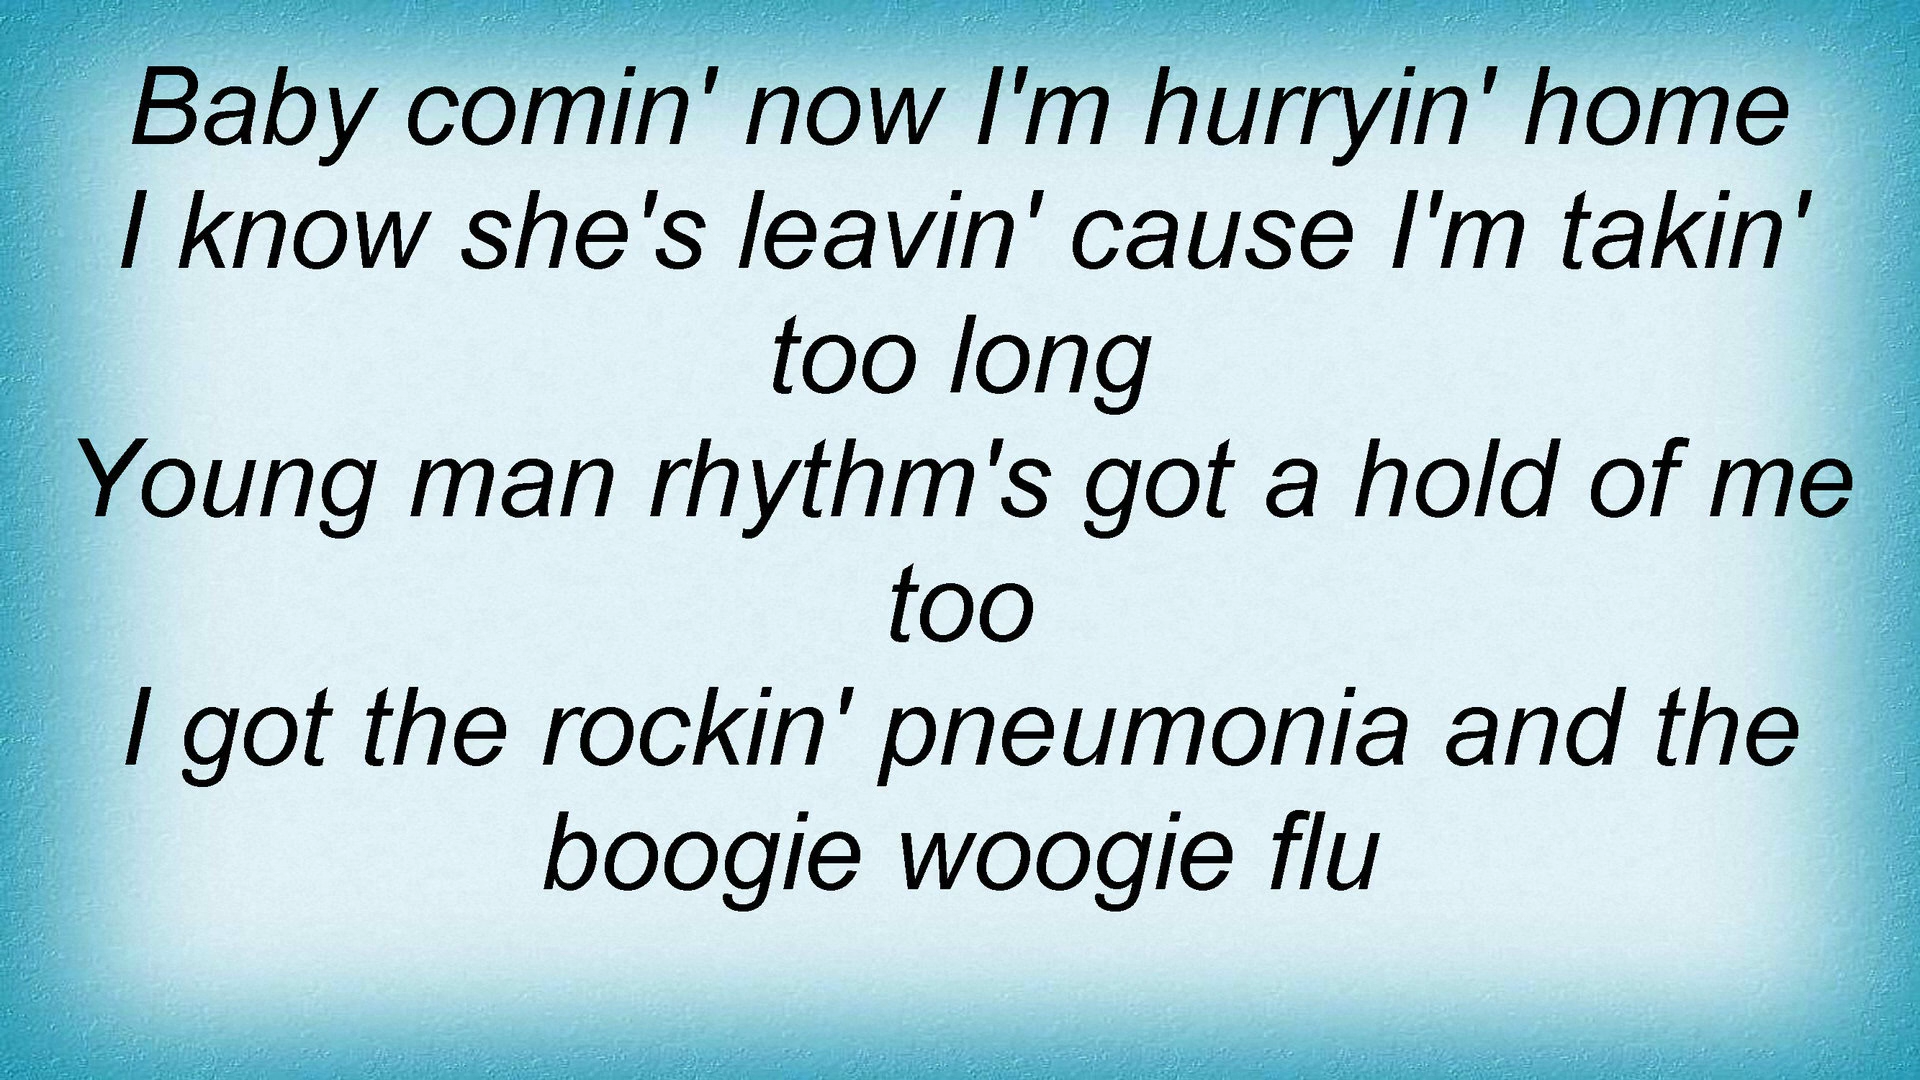 Baby comin' now I'm hurryin' home
I know she's leavin' cause I'm takin'
too long
Young man rhythm's got a hold of me
too
I got the rockin' pneumonia and the
boogie woogie flu